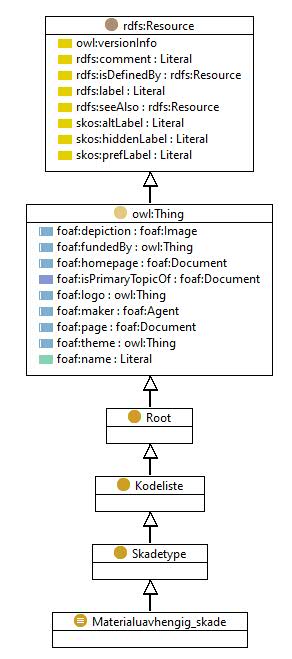 rdfs:Resource
owl:versionInfo
rdfs:comment : Literal
rdfs:isDefinedBy : rdfs:Resource
rdfs:label : Literal
rdfs:seeAlso : rdfs:Resource
skos:altLabel : Literal
skos:hiddenLabel : Literal
skos:prefLabel : Literal
owl:Thing
foaf:depiction : foaf:Image
foaf:fundedBy : owl:Thing
foaf:homepage : foaf:Document
foaf:isPrimaryTopicOf : foaf:Document
foaf:logo : owl:Thing
foaf:maker : foaf:Agent
foaf:page : foaf:Document
foaf:theme : owl:Thing
foaf:name : Literal
Root
Kodeliste
Skadetype
Materialuavhengig_skade